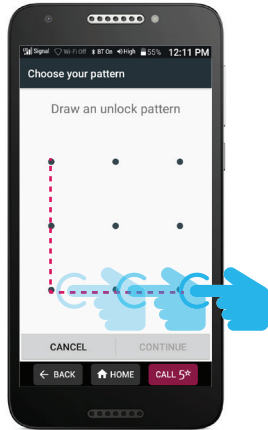 Signal Wi-Fi Off BT On High 55% 12:11 PM
Choose your pattern
Draw an unlock pattern
CANCEL CONTINUE
BACK HOME CALL 5☆